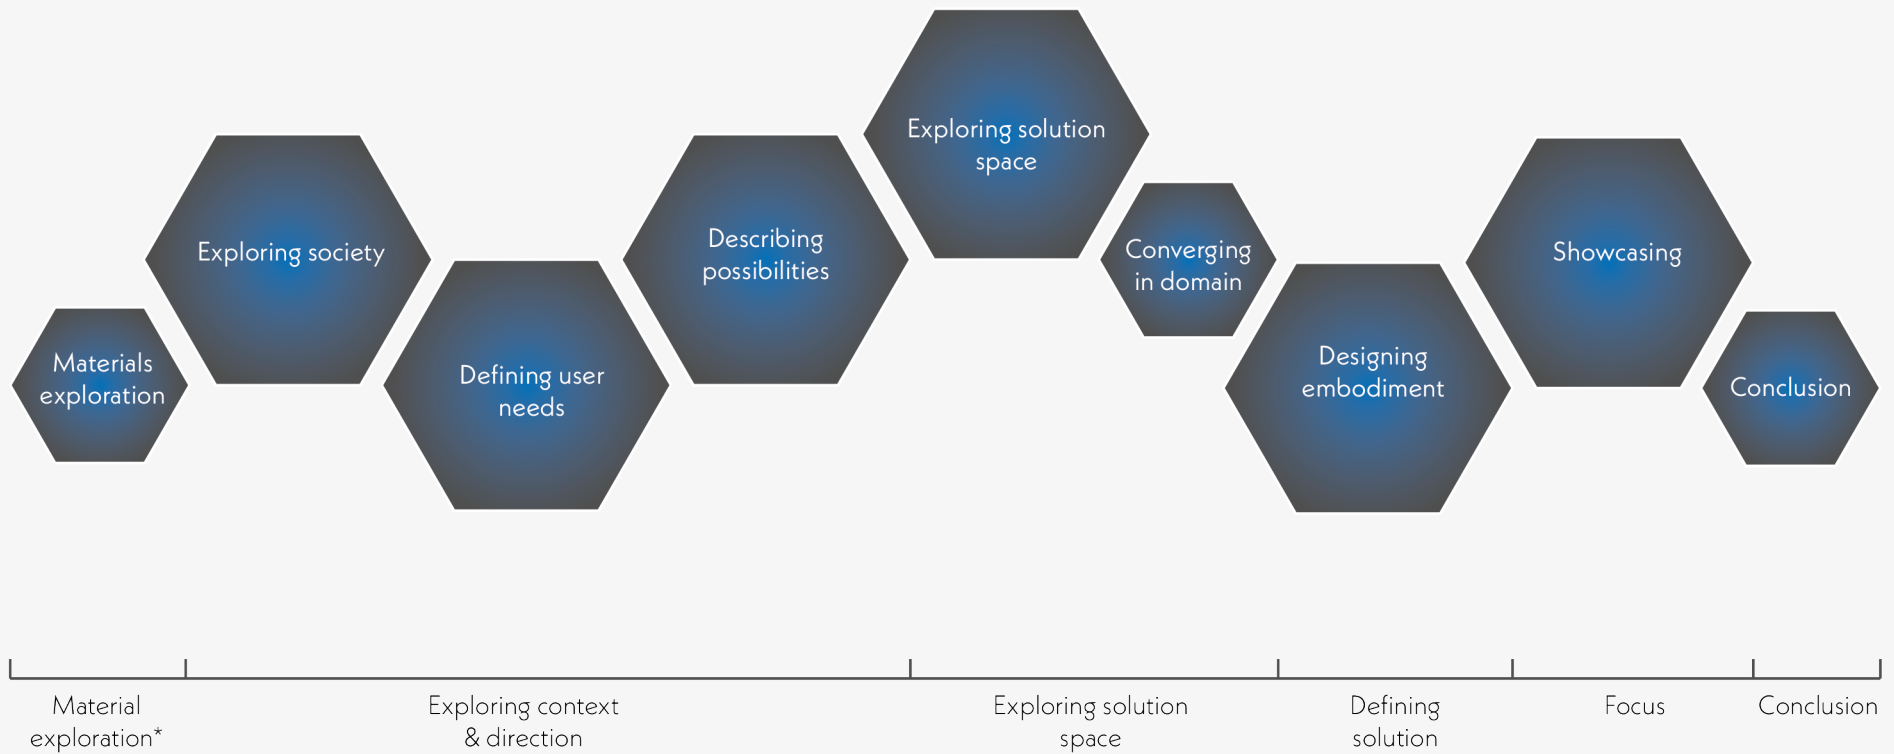 Materials
exploration
Exploring society
Defining user
needs
Describing
possibilities
Exploring solution
space
Converging
in domain
Designing
embodiment
Showcasing
Conclusion
Material
exploration*
Exploring context
& direction
Exploring solution
space
Defining
solution
Focus
Conclusion